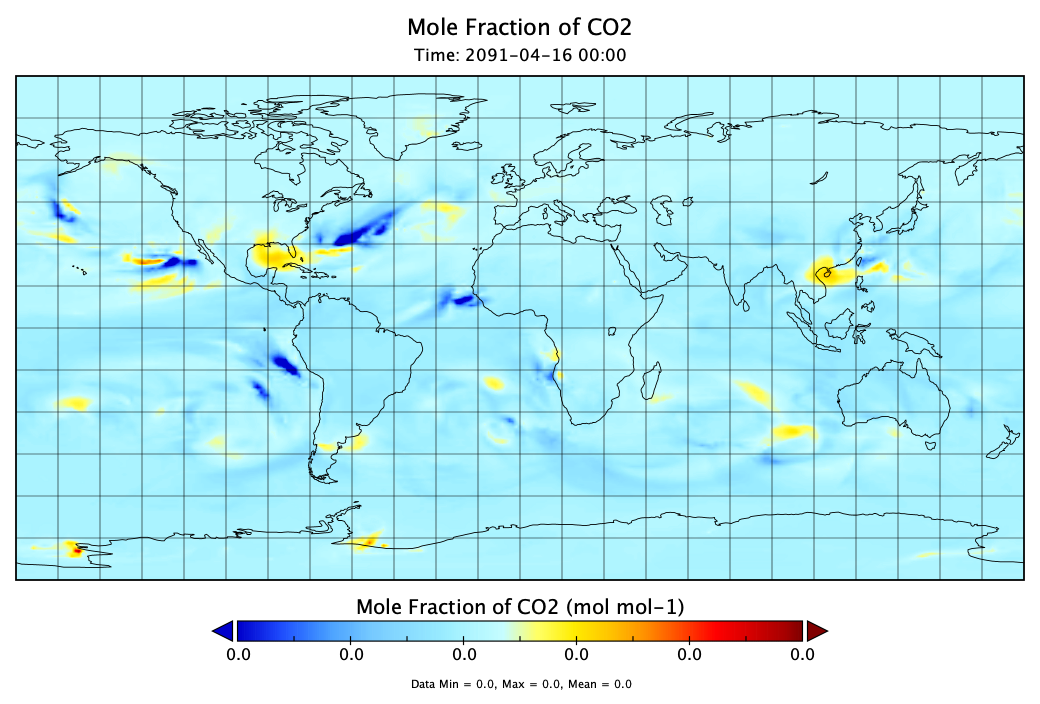 Mole Fraction of CO2
Time: 2091-04-16 00:00
Mole Fraction of CO2 (mol mol-1)
0.0 0.0 0.0 0.0 0.0 0.0
Data Min = 0.0, Max = 0.0, Mean = 0.0